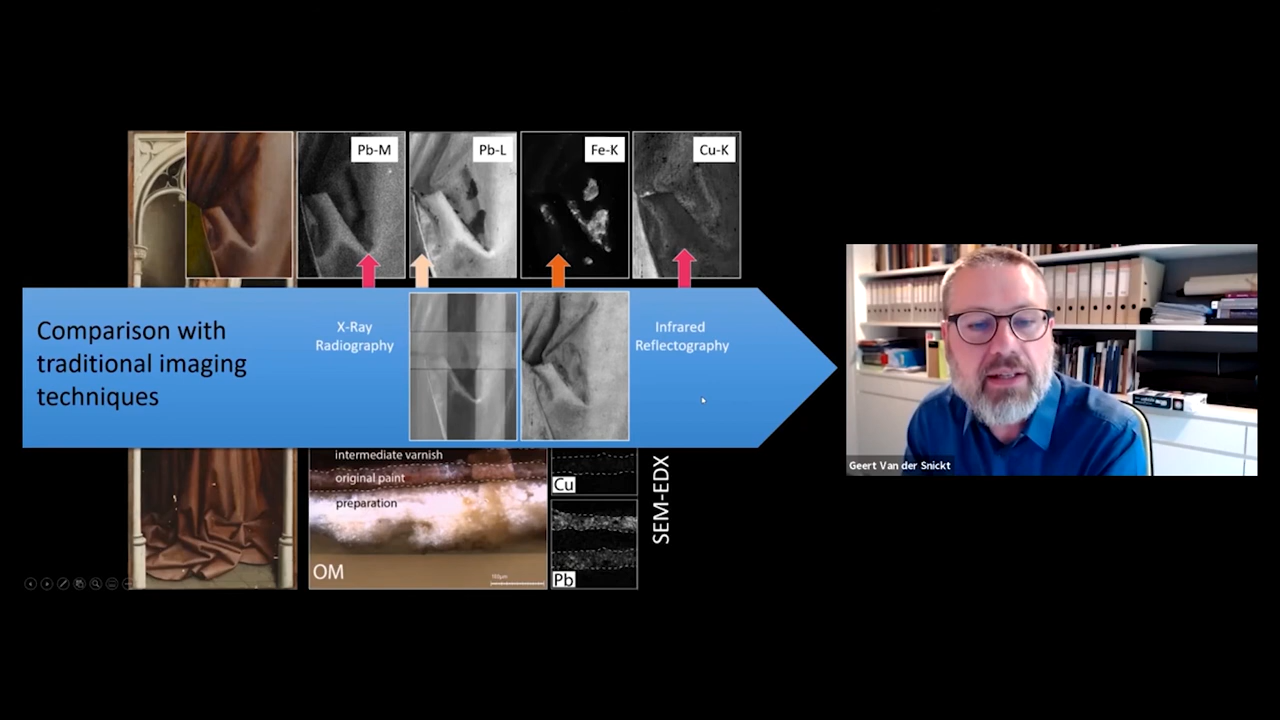 Pb-M
Pb-L
Fe-K
Cu-K
Comparison with
traditional imaging
techniques
X-Ray
Radiography
Infrared
Reflectography
intermediate varnish
original paint
preparation
OM
Cu
Pb
SEM-EDX
Geert Van der Snickt